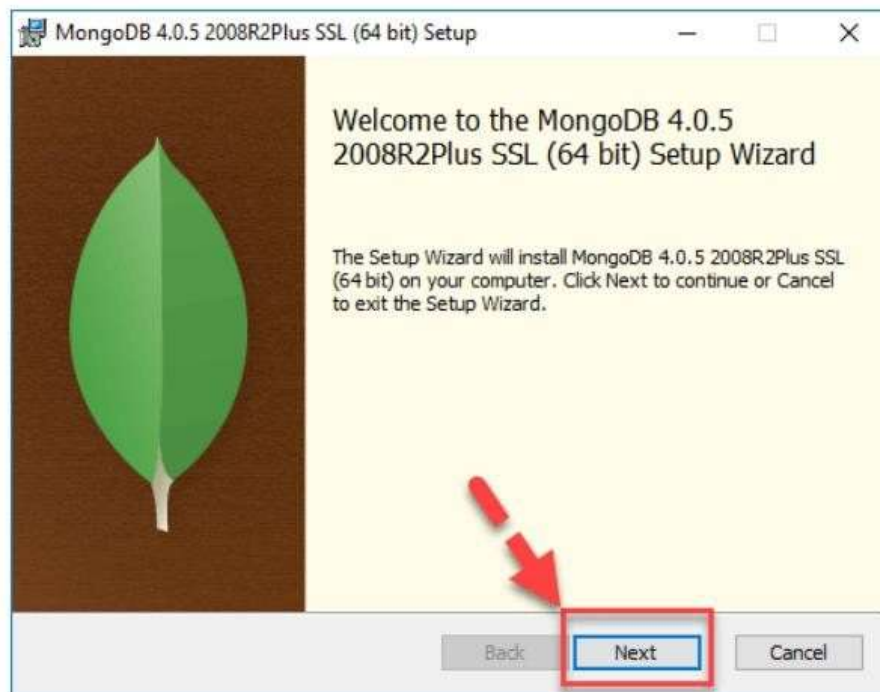 MongoDB 4.0.5 2008R2Plus SSL (64 bit) Setup
Welcome to the MongoDB 4.0.5
2008R2Plus SSL (64 bit) Setup Wizard
The Setup Wizard will install MongoDB 4.0.5 2008R2Plus SSL
(64 bit) on your computer. Click Next to continue or Cancel
to exit the Setup Wizard.
Back Next Cancel